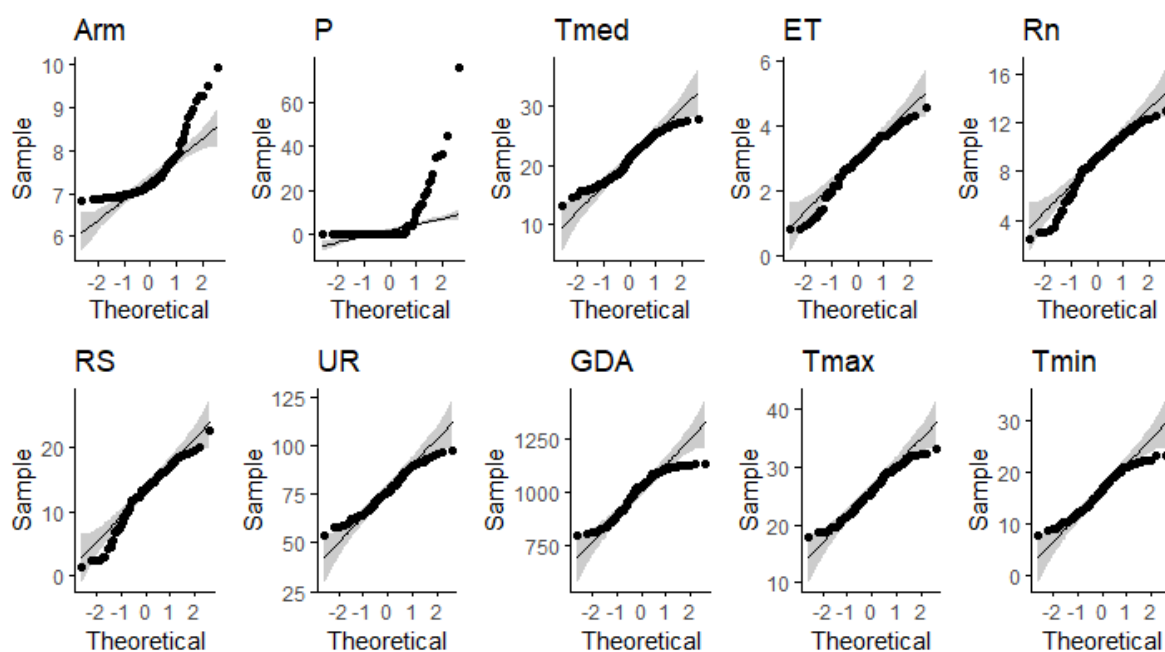 Arm P Tmed ET Rn
Sample Sample Sample Sample Sample
10 9 8 7 6
60 40 20 0
30 20 10
6 4 2 0
16 12 8 4
-2 -1 0 1 2 -2 -1 0 1 2 -2 -1 0 1 2 -2 -1 0 1 2 -2 -1 0 1 2
Theoretical Theoretical Theoretical Theoretical Theoretical
RS UR GDA Tmax Tmin
Sample Sample Sample Sample Sample
20 10 0
125 100 75 50 25
1250 1000 750
40 30 20 10
30 20 10 0
-2 -1 0 1 2 -2 -1 0 1 2 -2 -1 0 1 2 -2 -1 0 1 2 -2 -1 0 1 2
Theoretical Theoretical Theoretical Theoretical Theoretical